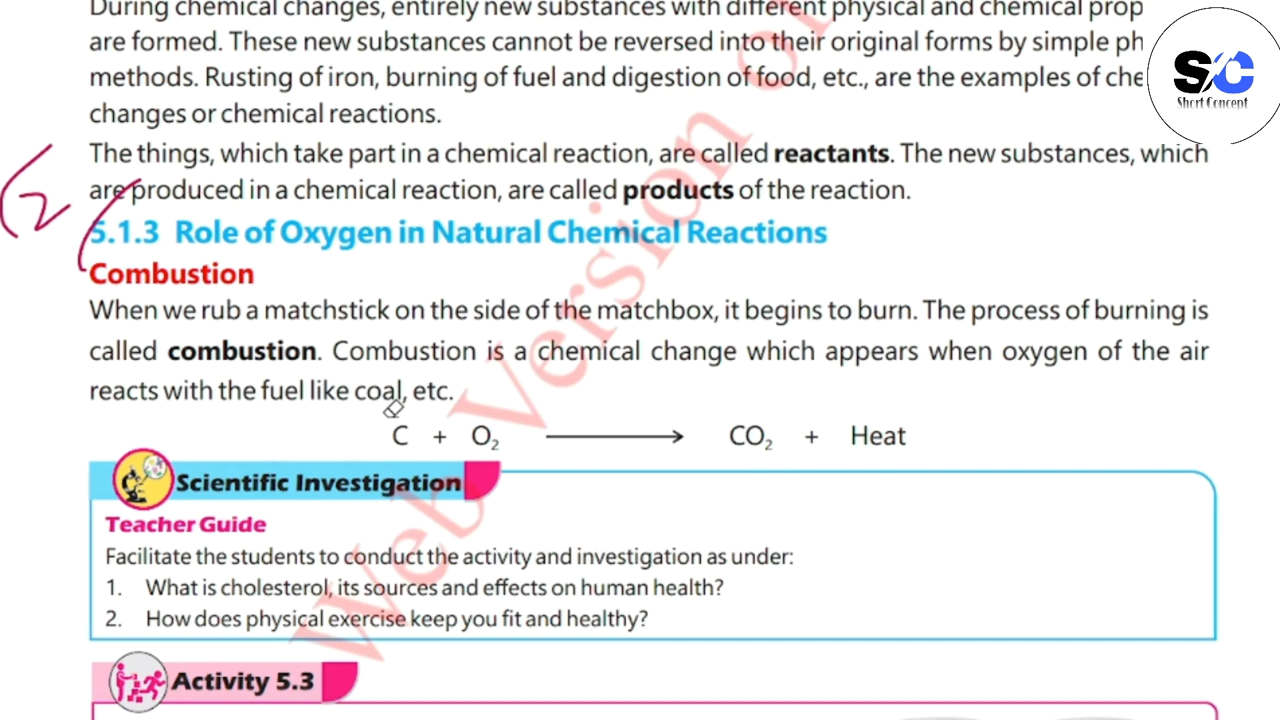 During chemical changes, entirely new substances with different physical and chemical prop
are formed. These new substances cannot be reversed into their original forms by simple ph
methods. Rusting of iron, burning of fuel and digestion of food, etc., are the examples of che
changes or chemical reactions.
SC
Short Concept
The things, which take part in a chemical reaction, are called reactants. The new substances, which
are produced in a chemical reaction, are called products of the reaction.
5.1.3 Role of Oxygen in Natural Chemical Reactions
Combustion
When we rub a matchstick on the side of the matchbox, it begins to burn. The process of burning is
called combustion. Combustion is a chemical change which appears when oxygen of the air
reacts with the fuel like coal, etc.
C + O₂ ⟶ CO₂ + Heat
Scientific Investigation
Teacher Guide
Facilitate the students to conduct the activity and investigation as under:
1. What is cholesterol, its sources and effects on human health?
2. How does physical exercise keep you fit and healthy?
Activity 5.3
Web Version of